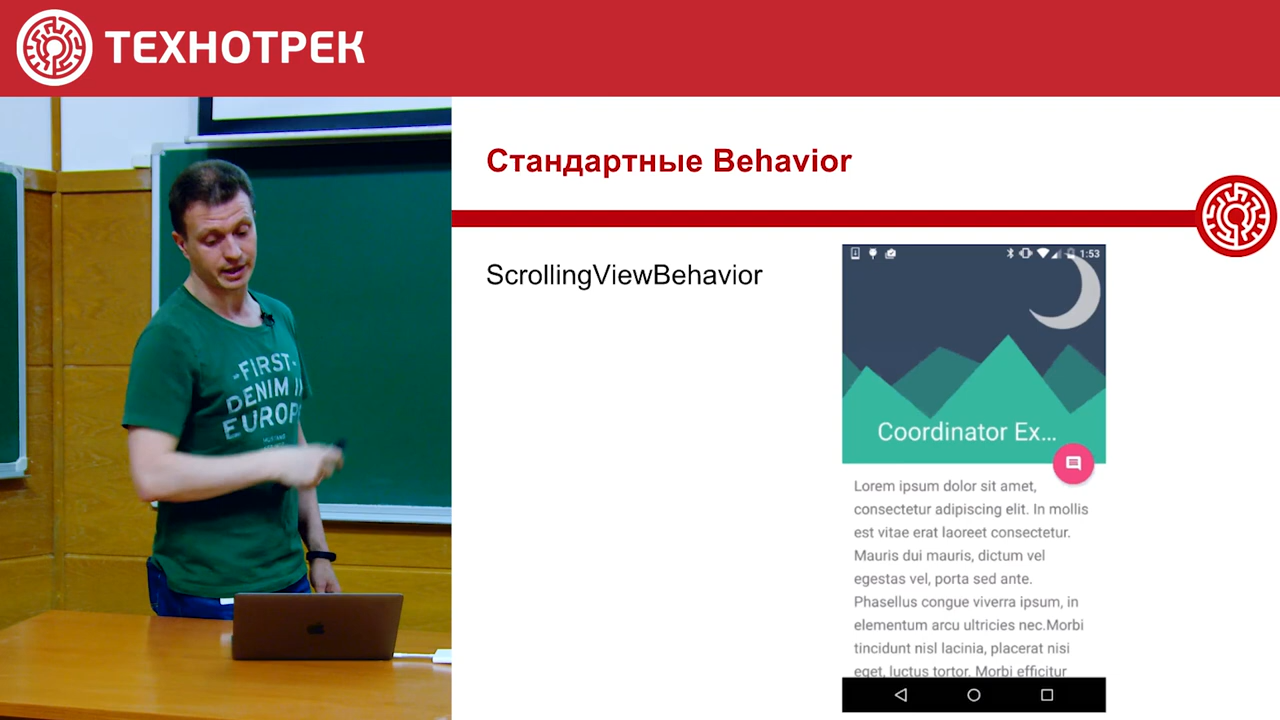 ТЕХНОТРЕК
Стандартные Behavior
ScrollingViewBehavior
1:53
Coordinator Ex...
Lorem ipsum dolor sit amet,
consectetur adipiscing elit. In mollis
est vitae erat laoreet consectetur.
Mauris dui mauris, dictum vel
egestas vel, porta sed ante.
Phasellus congue viverra ipsum, in
elementum arcu ultricies nec.Morbi
tincidunt nisl lacinia, placerat nisi
eget, luctus tortor. Morbi efficitur
-FIRST-
DENIM I
EUROP